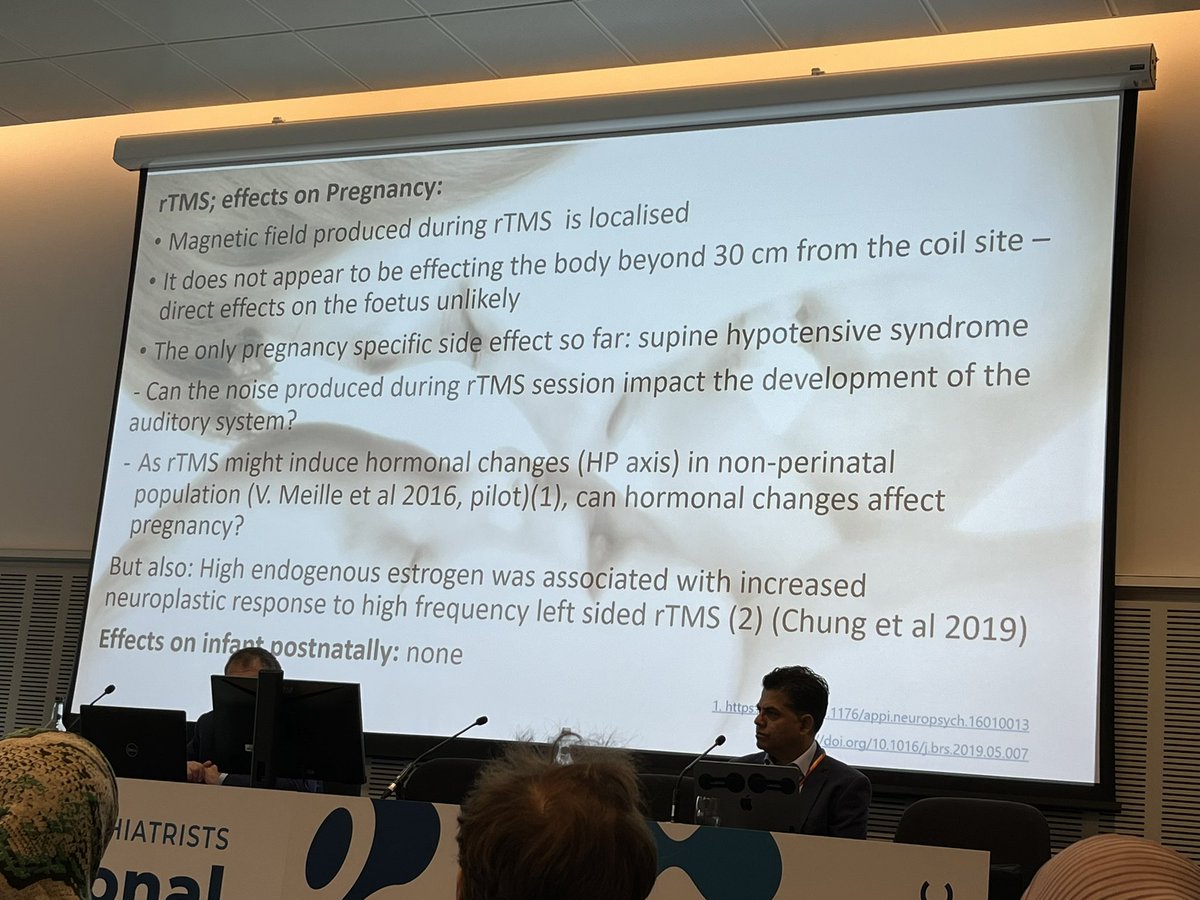 rTMS; effects on Pregnancy:
• Magnetic field produced during rTMS is localised
• It does not appear to be effecting the body beyond 30 cm from the coil site –
direct effects on the foetus unlikely
• The only pregnancy specific side effect so far: supine hypotensive syndrome
- Can the noise produced during rTMS session impact the development of the
auditory system?
- As rTMS might induce hormonal changes (HP axis) in non-perinatal
population (V. Meille et al 2016, pilot)(1), can hormonal changes affect
pregnancy?
But also: High endogenous estrogen was associated with increased
neuroplastic response to high frequency left sided rTMS (2) (Chung et al 2019)
Effects on infant postnatally: none
1. https 1176/appi.neuropsych.16010013
/doi.org/10.1016/j.brs.2019.05.007
DELL
HIATRISTS
onal